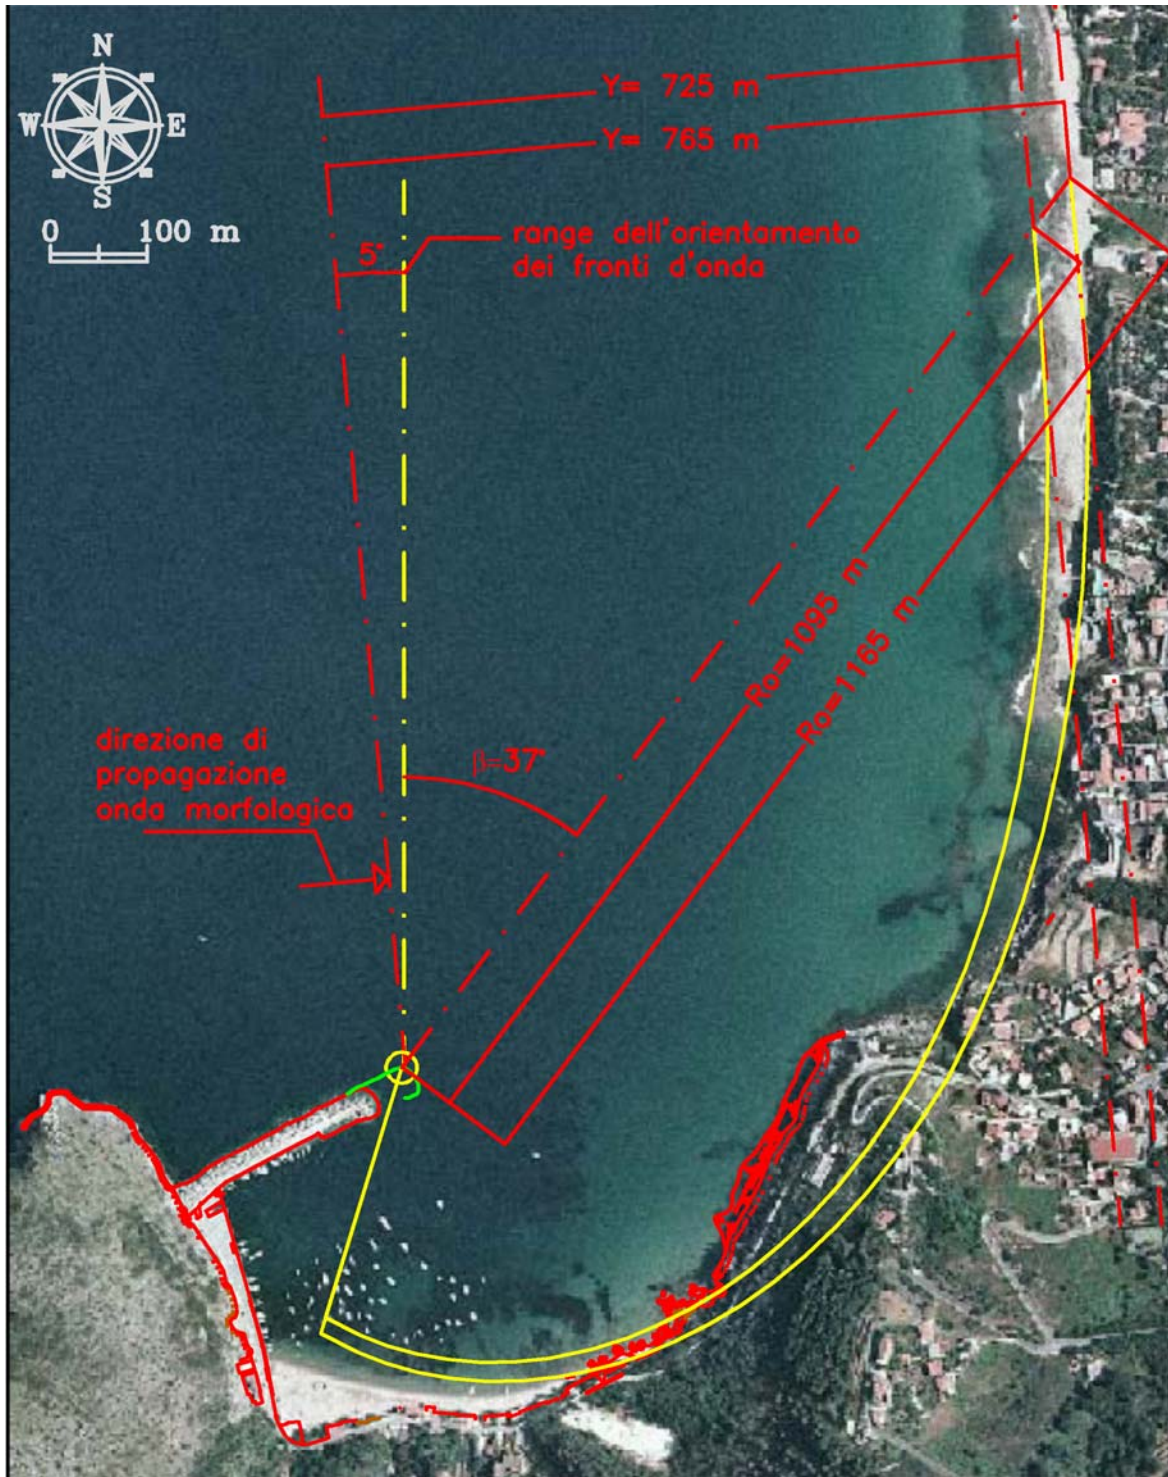 N
W E
S
0 100 m
Y= 725 m
Y= 765 m
5°
range dell'orientamento
dei fronti d'onda
Ro=1095 m
Ro=1165 m
β=37°
direzione di
propagazione
onda morfologica